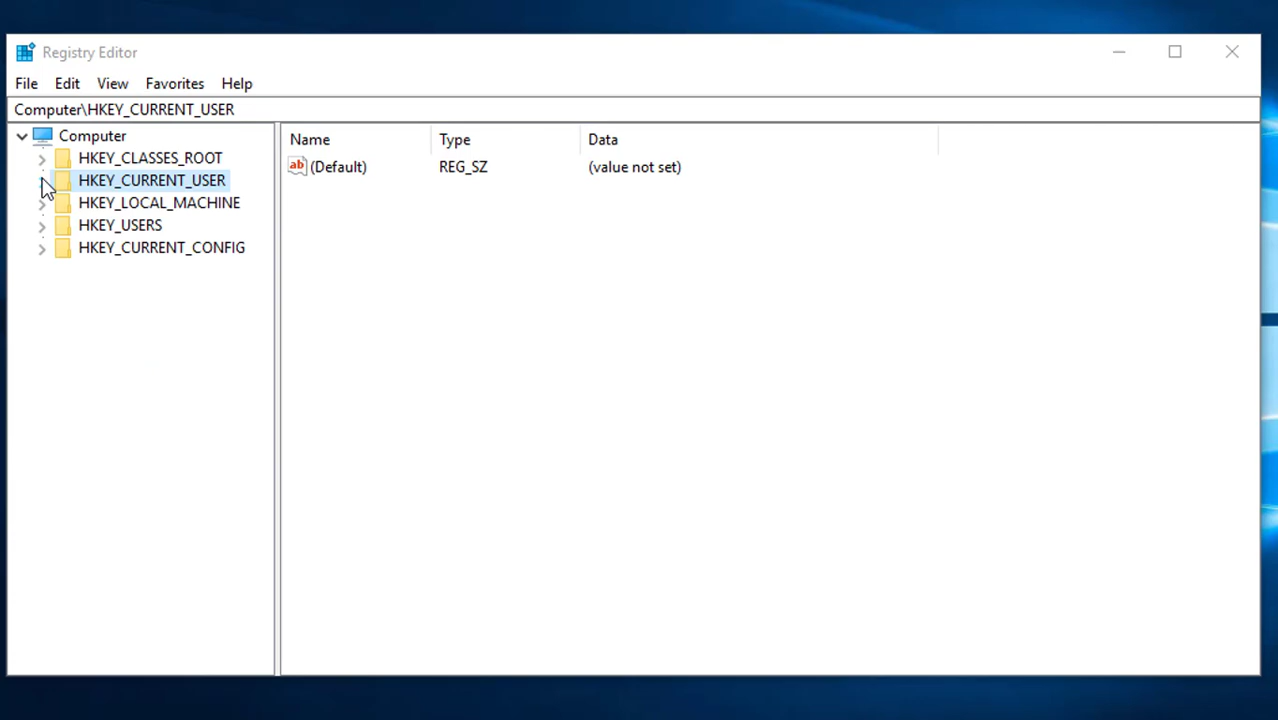 Registry Editor
File Edit View Favorites Help
Computer\HKEY_CURRENT_USER
Computer
HKEY_CLASSES_ROOT
HKEY_CURRENT_USER
HKEY_LOCAL_MACHINE
HKEY_USERS
HKEY_CURRENT_CONFIG
Name Type Data
ab (Default) REG_SZ (value not set)